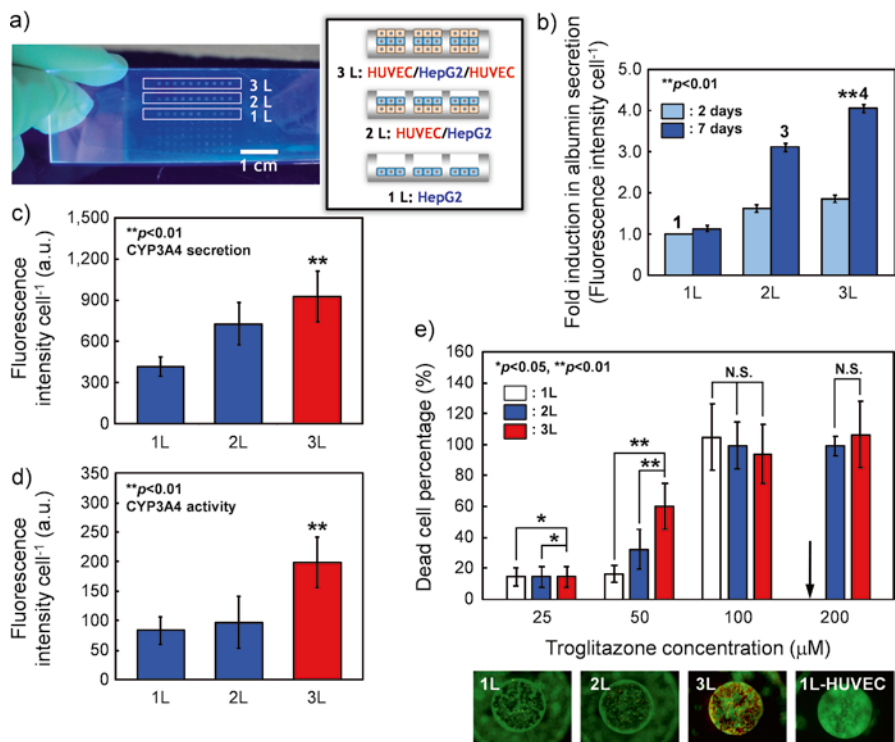 a)
3 L
2 L
1 L
1 cm
3 L: HUVEC/HepG2/HUVEC
2 L: HUVEC/HepG2
1 L: HepG2
b)
Fold induction in albumin secretion
(Fluorescence intensity cell-1)
5.0
4.0
3.0
2.0
1.0
**p<0.01
: 2 days
: 7 days
1
3
**4
1L
2L
3L
c)
Fluorescence
intensity cell-1 (a.u.)
1,500
1,200
900
600
300
**p<0.01
CYP3A4 secretion
**
1L
2L
3L
d)
Fluorescence
intensity cell-1 (a.u.)
350
300
250
200
150
100
50
0
**p<0.01
CYP3A4 activity
**
1L
2L
3L
e)
Dead cell percentage (%)
160
140
120
100
80
60
40
20
0
*p<0.05, **p<0.01
: 1L
: 2L
: 3L
*
*
**
**
N.S.
N.S.
25
50
100
200
Troglitazone concentration (μM)
1L
2L
3L
1L-HUVEC